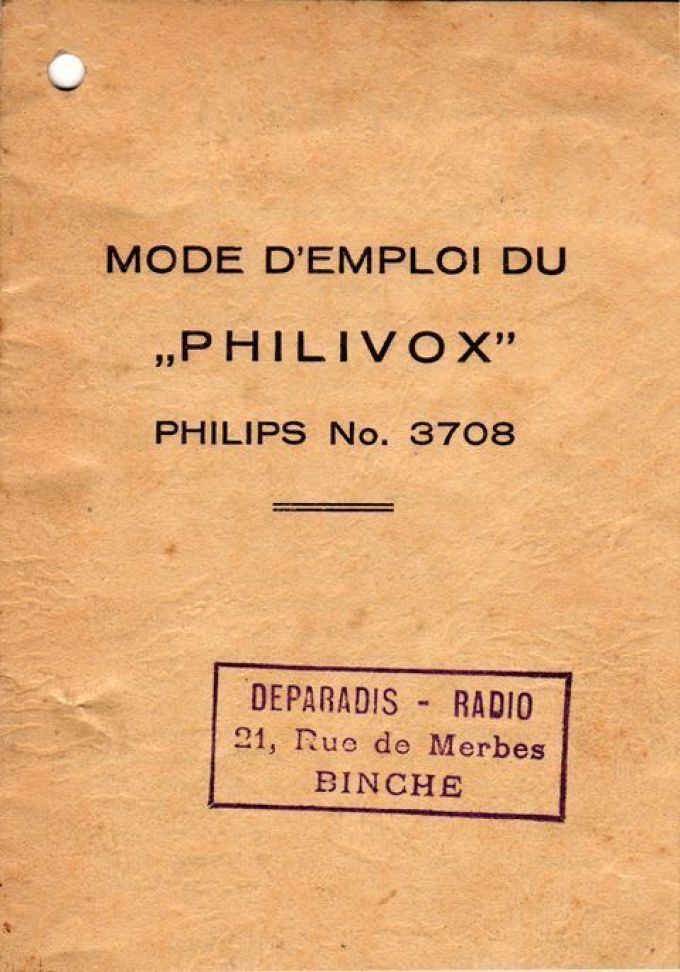 MODE D'EMPLOI DU
„PHILIVOX”
PHILIPS No. 3708
DEPARADIS - RADIO
21, Rue de Merbes
BINCHE